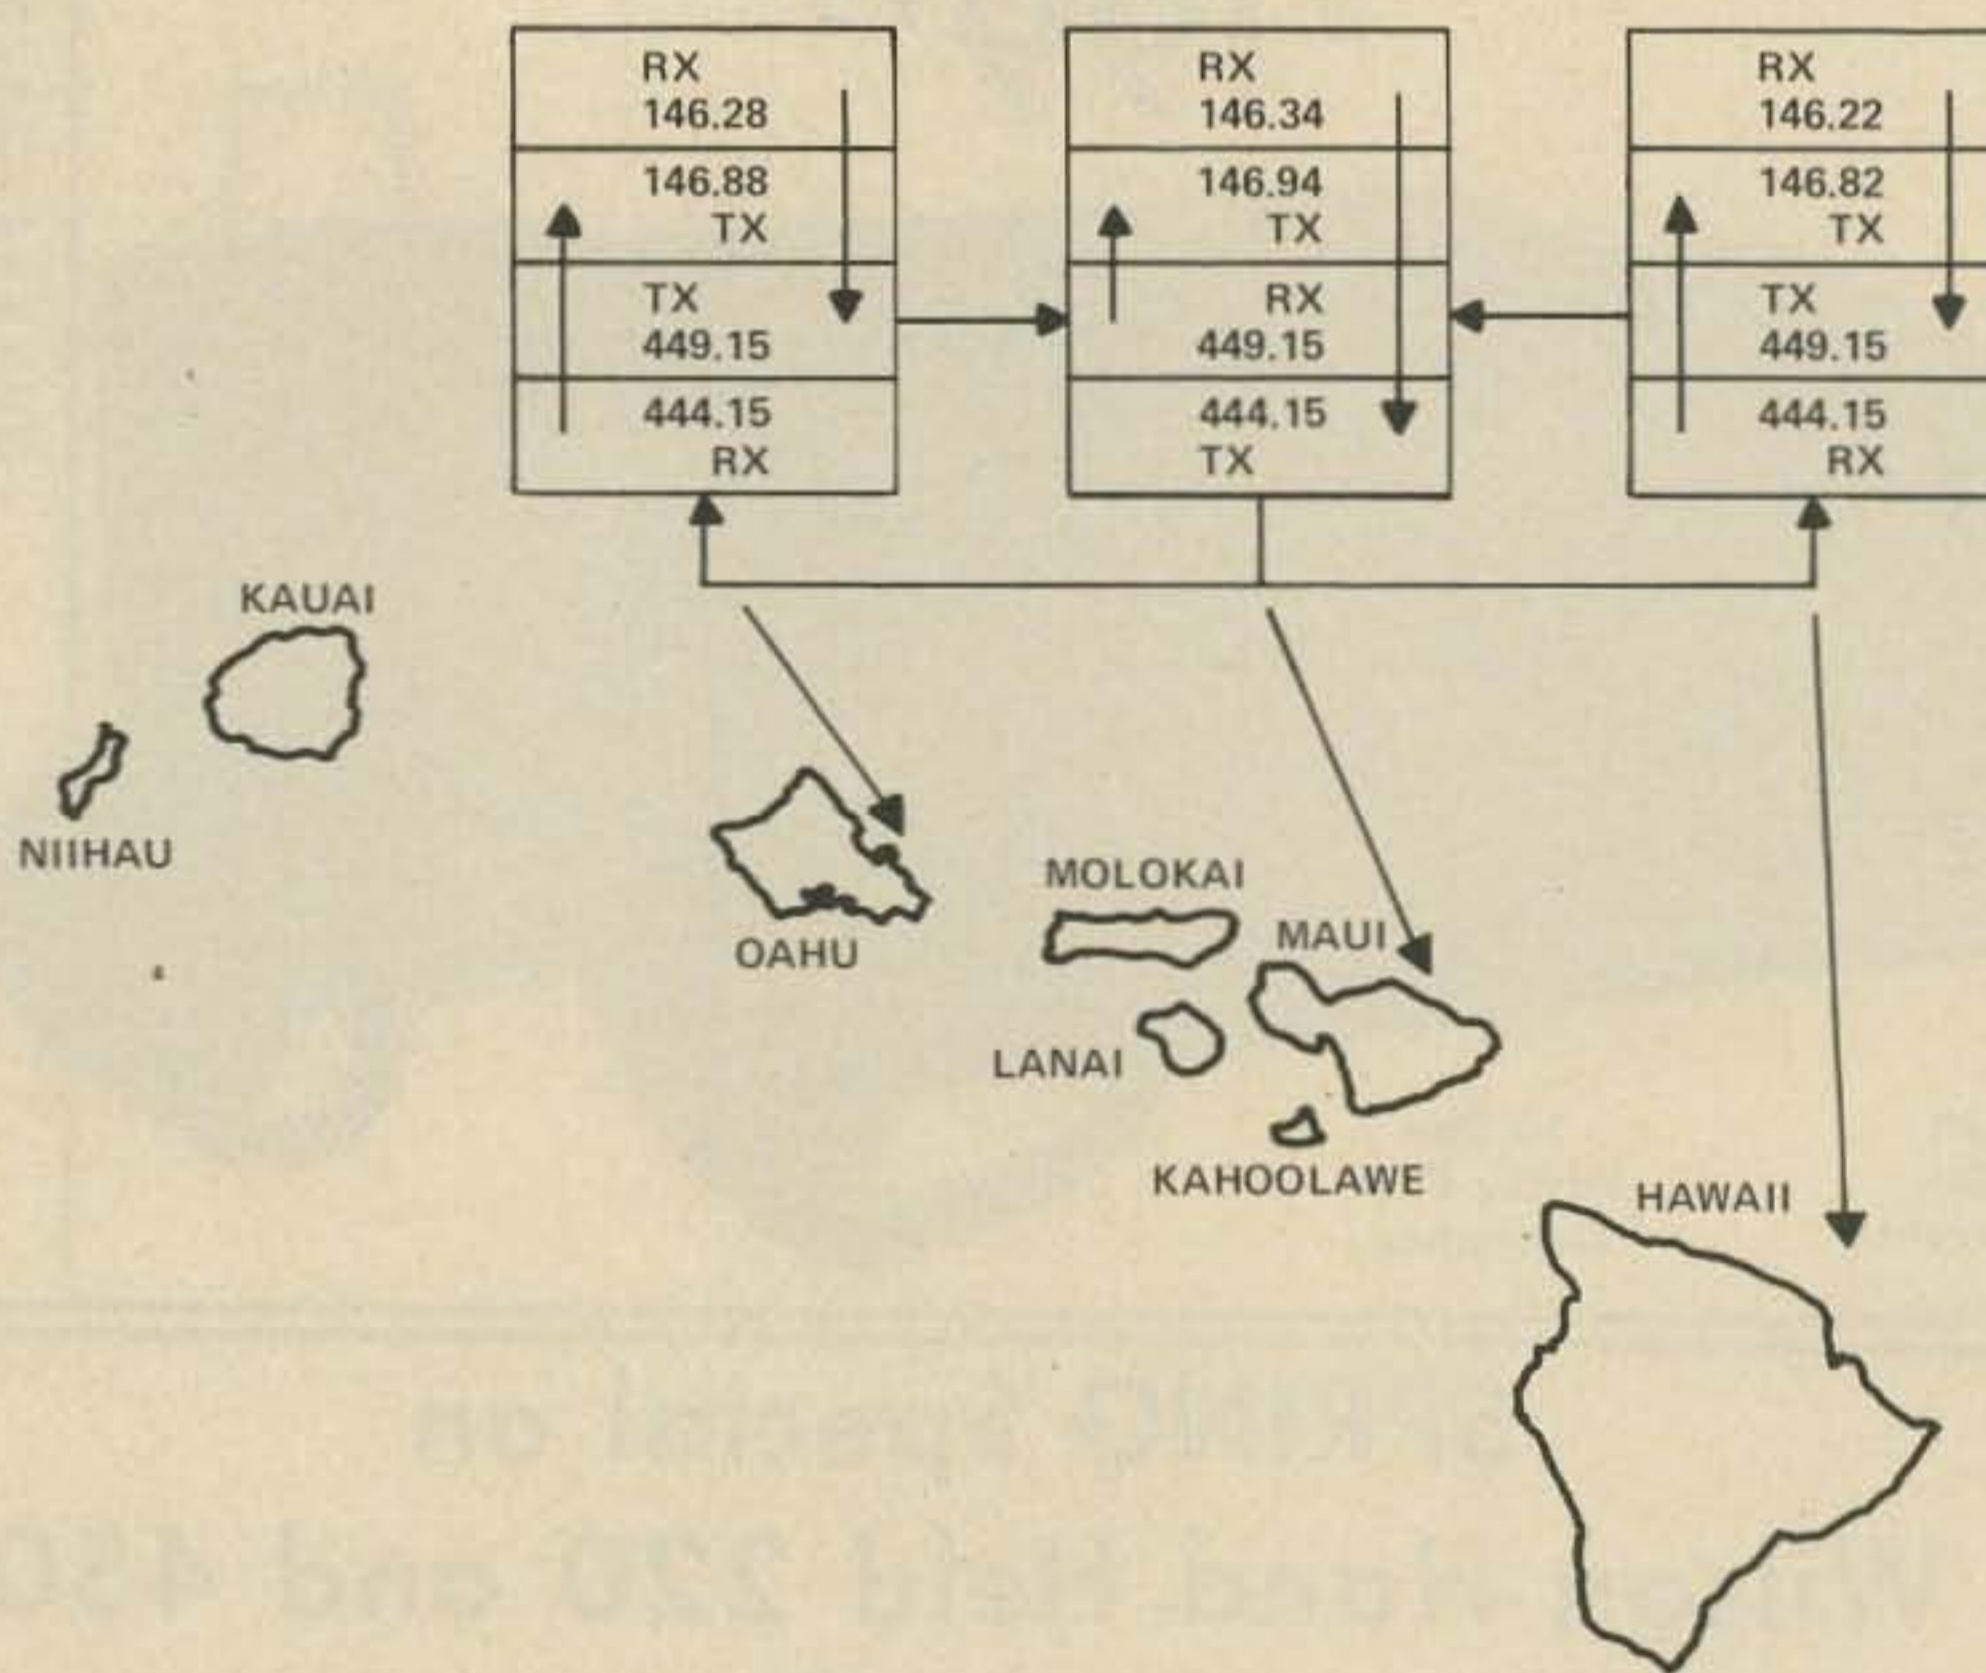 RX
146.28
146.88
TX
TX
449.15
444.15
RX
RX
146.34
146.94
TX
RX
449.15
444.15
TX
RX
146.22
146.82
TX
TX
449.15
444.15
RX
KAUAI
NIIHAU
OAHU
MOLOKAI
MAUI
LANAI
KAHOOLAWE
HAWAII